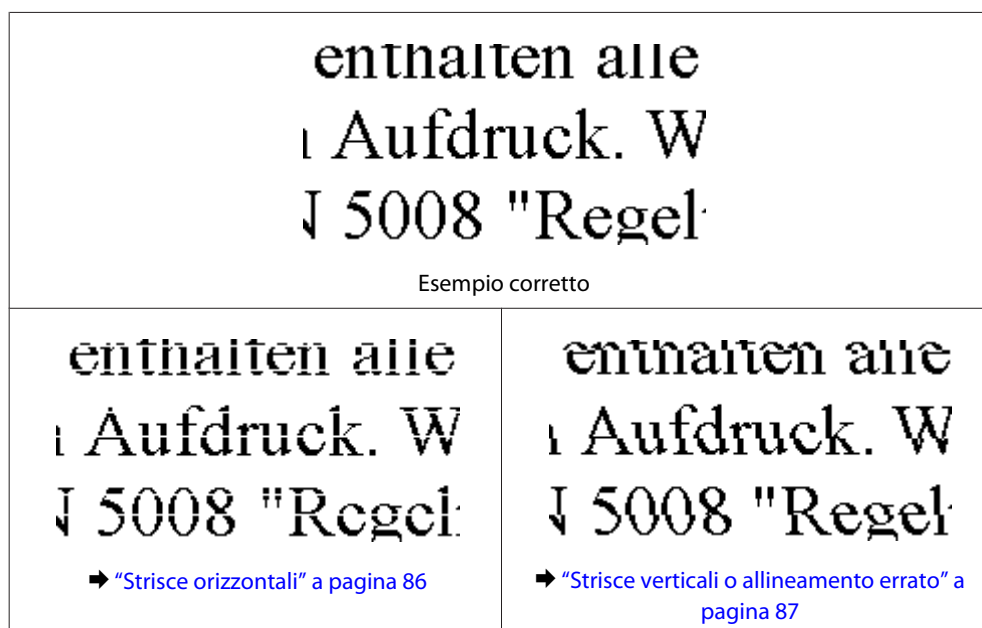 enthalten alle
Aufdruck. W
5008 "Regel
Esempio corretto
enthalten alle
Aufdruck. W
5008 "Regel
➡ “Strisce orizzontali” a pagina 86
enthalten alle
Aufdruck. W
5008 "Regel
➡ “Strisce verticali o allineamento errato” a
pagina 87